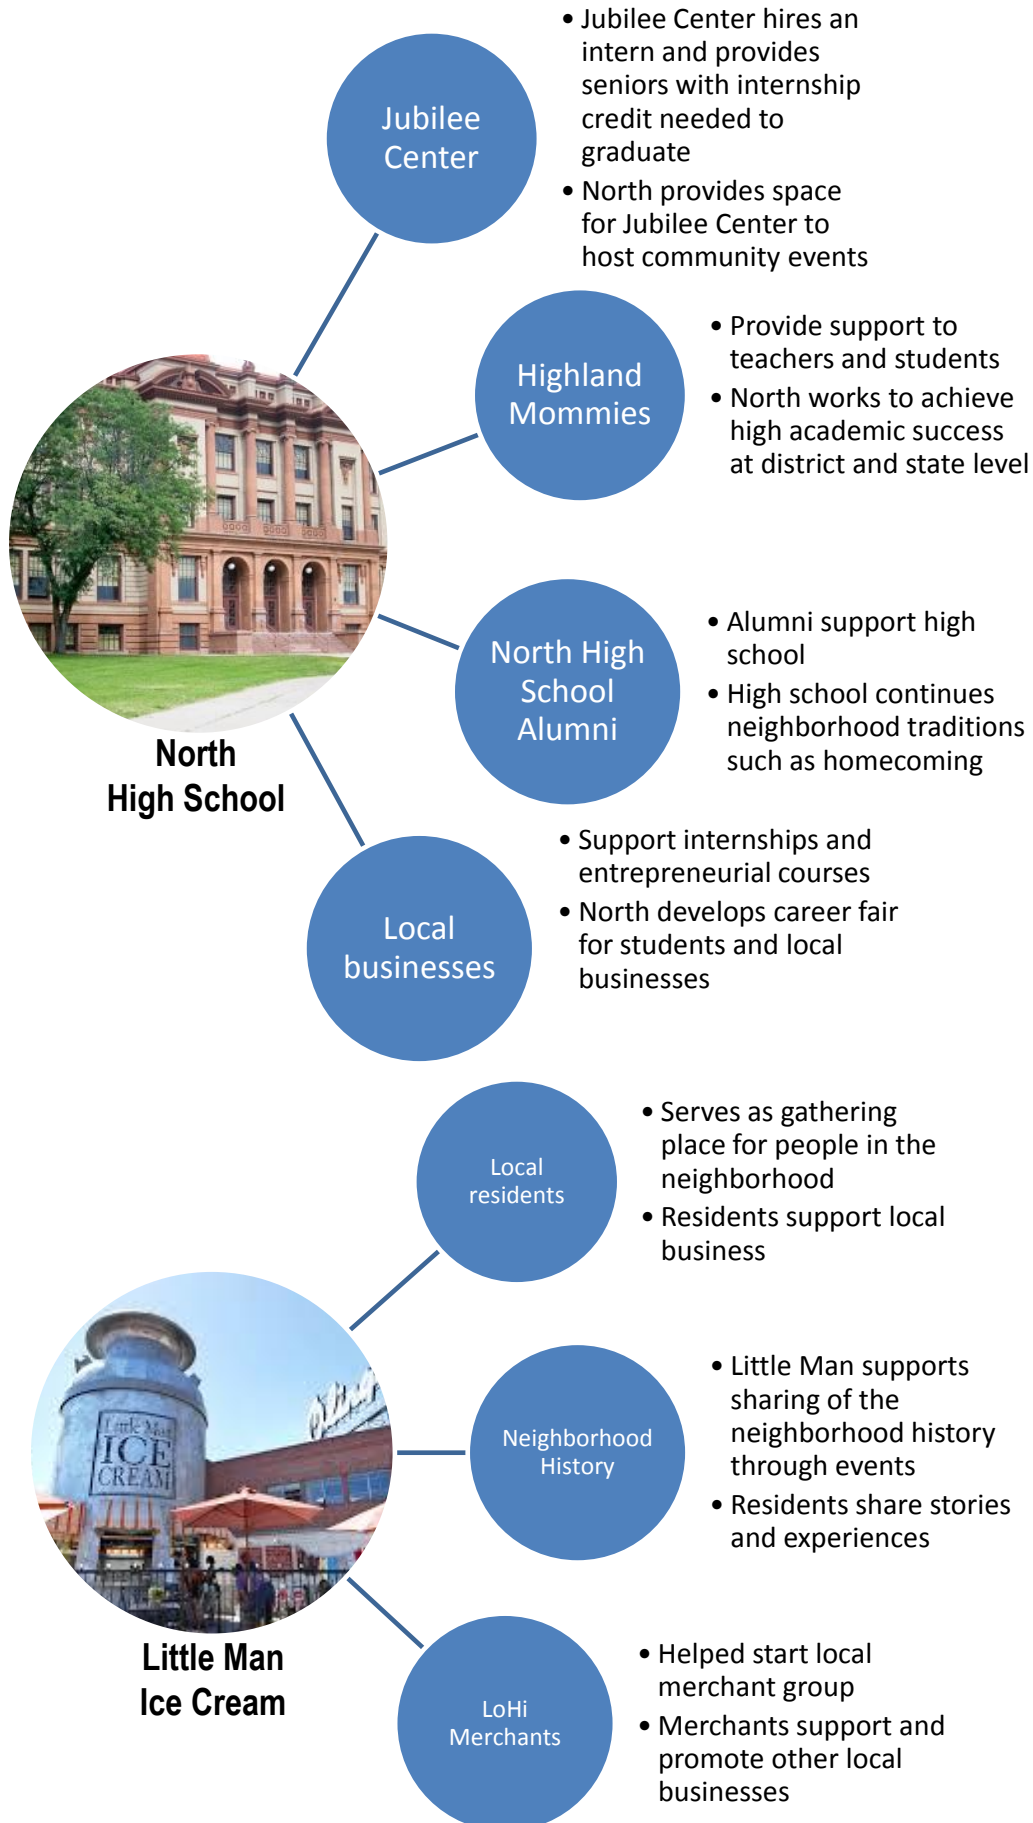 • Jubilee Center hires an
intern and provides
seniors with internship
credit needed to
graduate
• North provides space
for Jubilee Center to
host community events
Jubilee
Center
Highland
Mommies
• Provide support to
teachers and students
• North works to achieve
high academic success
at district and state level
North High
School
Alumni
• Alumni support high
school
• High school continues
neighborhood traditions
such as homecoming
North
High School
Local
businesses
• Support internships and
entrepreneurial courses
• North develops career fair
for students and local
businesses
Local
residents
• Serves as gathering
place for people in the
neighborhood
• Residents support local
business
Little Man
ICE
CREAM
Neighborhood
History
• Little Man supports
sharing of the
neighborhood history
through events
• Residents share stories
and experiences
Little Man
Ice Cream
LoHi
Merchants
• Helped start local
merchant group
• Merchants support and
promote other local
businesses